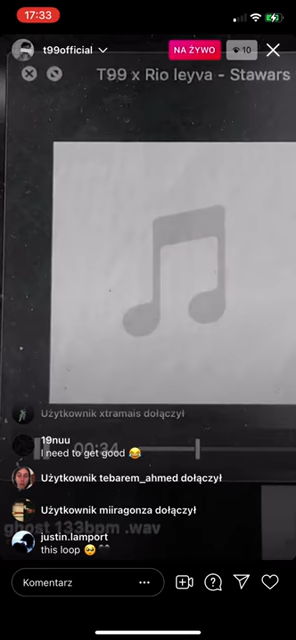 17:33
t99official
NA ŻYWO
10
T99 x Rio leyva - Stawars
Użytkownik xtramais dołączył
19nuu
I need to get good 😂
00:34
Użytkownik tebarem_ahmed dołączył
Użytkownik miiragonza dołączył
ghost 133bpm .wav
justin.lamport
this loop 🥺🖤
Komentarz